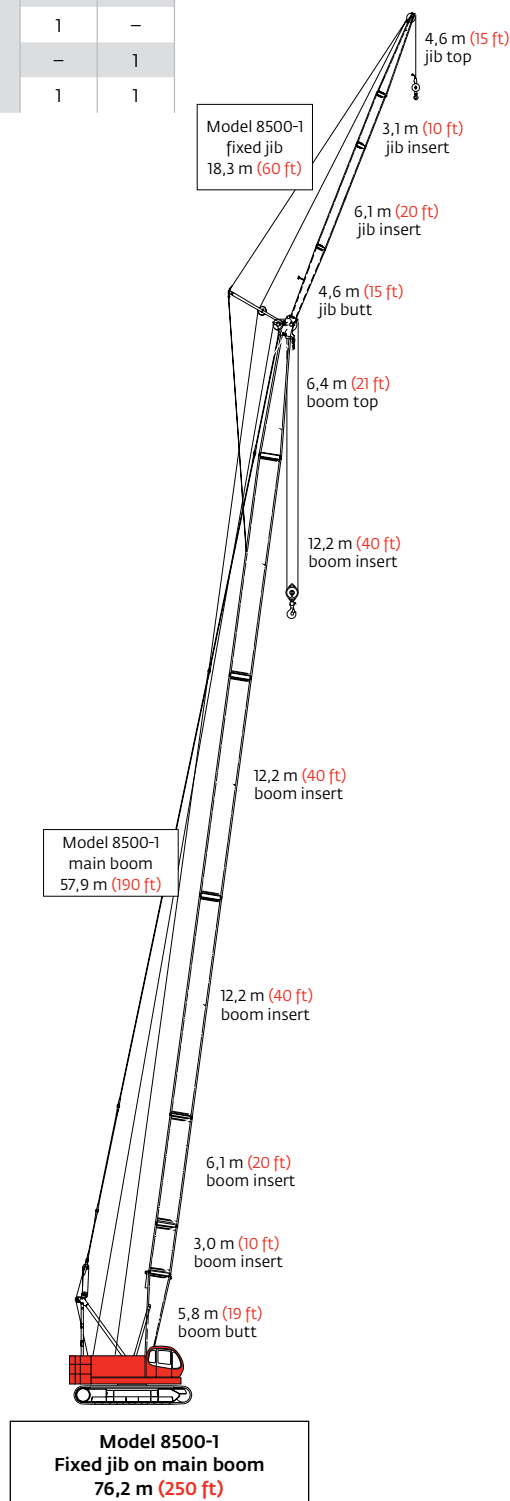 1 –
– 1
1 1
4,6 m (15 ft)
jib top
Model 8500-1
fixed jib
18,3 m (60 ft)
3,1 m (10 ft)
jib insert
6,1 m (20 ft)
jib insert
4,6 m (15 ft)
jib butt
6,4 m (21 ft)
boom top
12,2 m (40 ft)
boom insert
12,2 m (40 ft)
boom insert
Model 8500-1
main boom
57,9 m (190 ft)
12,2 m (40 ft)
boom insert
6,1 m (20 ft)
boom insert
3,0 m (10 ft)
boom insert
5,8 m (19 ft)
boom butt
Model 8500-1
Fixed jib on main boom
76,2 m (250 ft)